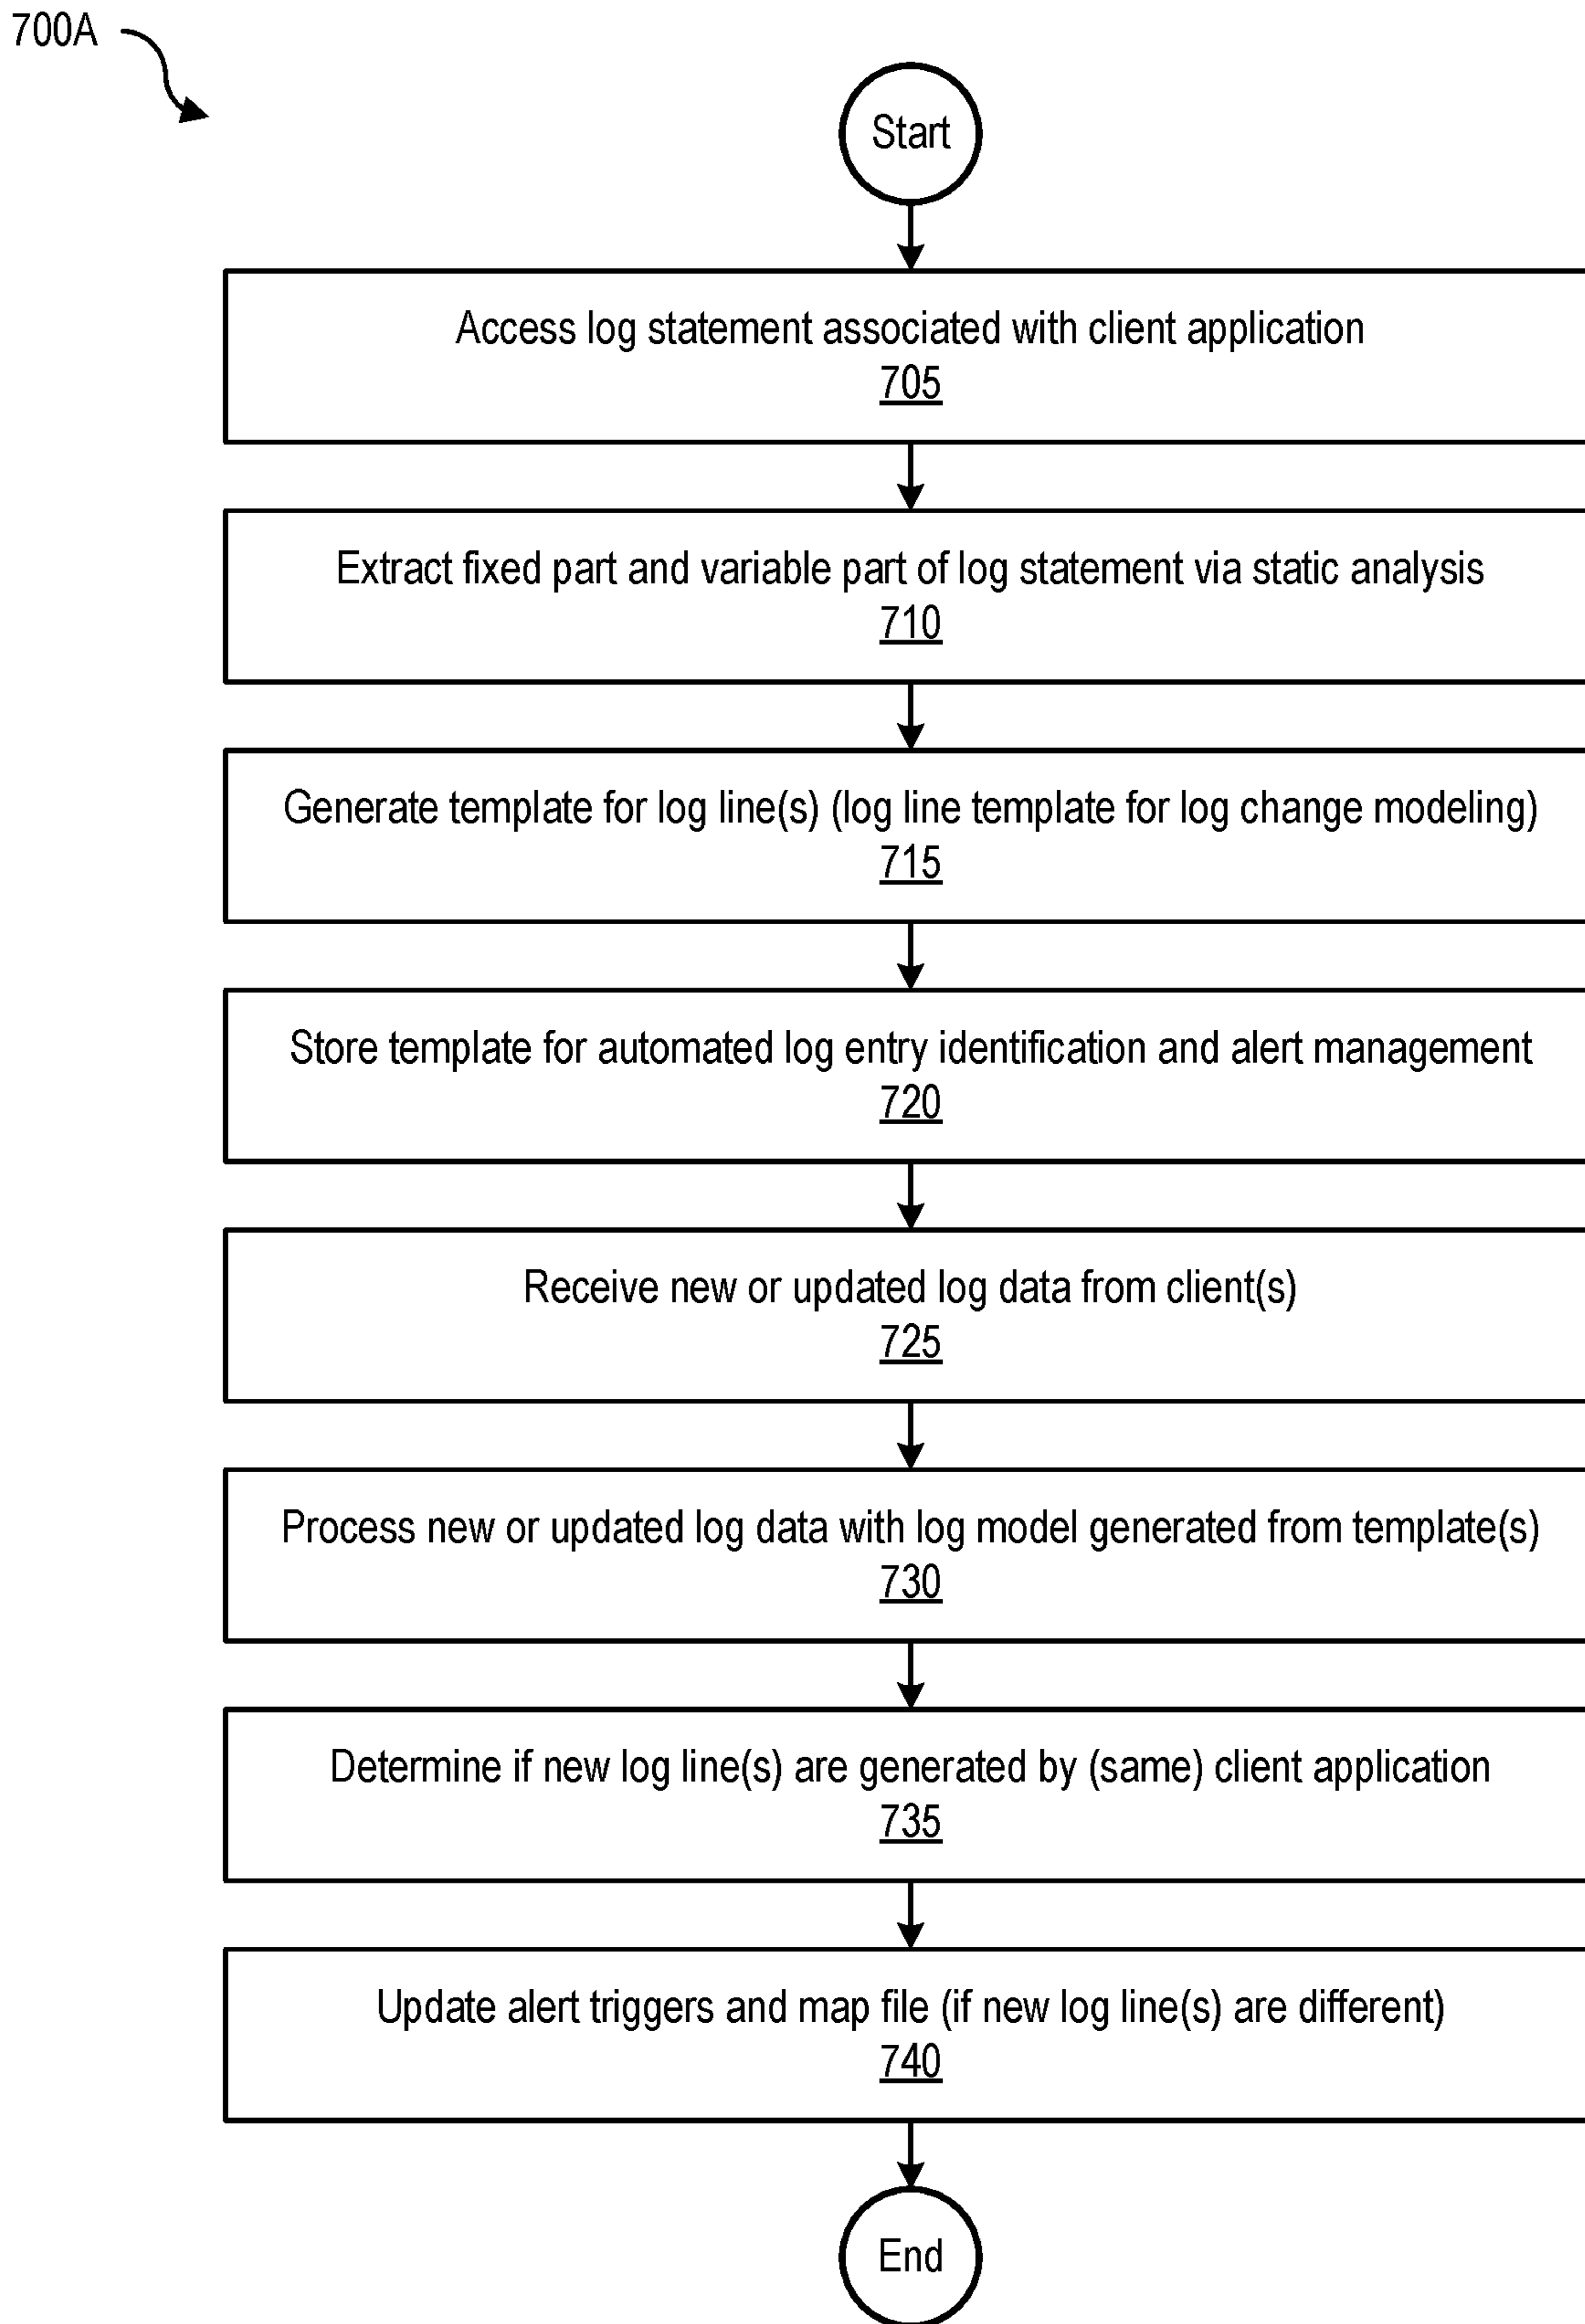 700A
Start
Access log statement associated with client application
705
Extract fixed part and variable part of log statement via static analysis
710
Generate template for log line(s) (log line template for log change modeling)
715
Store template for automated log entry identification and alert management
720
Receive new or updated log data from client(s)
725
Process new or updated log data with log model generated from template(s)
730
Determine if new log line(s) are generated by (same) client application
735
Update alert triggers and map file (if new log line(s) are different)
740
End